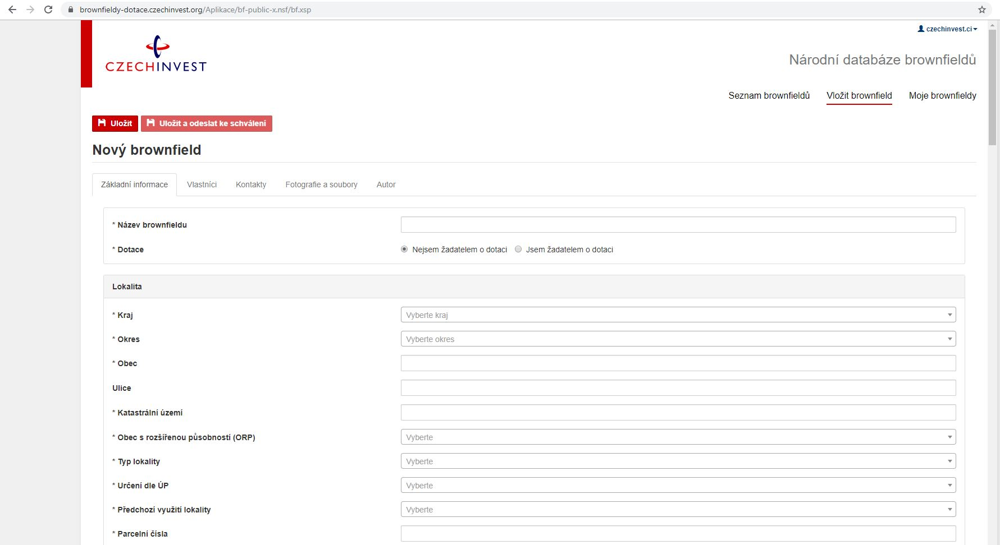 brownfieldy-dotace.czechinvest.org/Aplikace/bf-public-x.nsf/bf.xsp
czechinvest.ci
CZECHINVEST
Národní databáze brownfieldů
Seznam brownfieldů Vložit brownfield Moje brownfieldy
Uložit Uložit a odeslat ke schválení
Nový brownfield
Základní informace Vlastníci Kontakty Fotografie a soubory Autor
* Název brownfieldu
* Dotace Nejsem žadatelem o dotaci Jsem žadatelem o dotaci
Lokalita
* Kraj Vyberte kraj
* Okres Vyberte okres
* Obec
Ulice
* Katastrální území
* Obec s rozšířenou působností (ORP) Vyberte
* Typ lokality Vyberte
* Určení dle ÚP Vyberte
* Předchozí využití lokality Vyberte
* Parcelní čísla